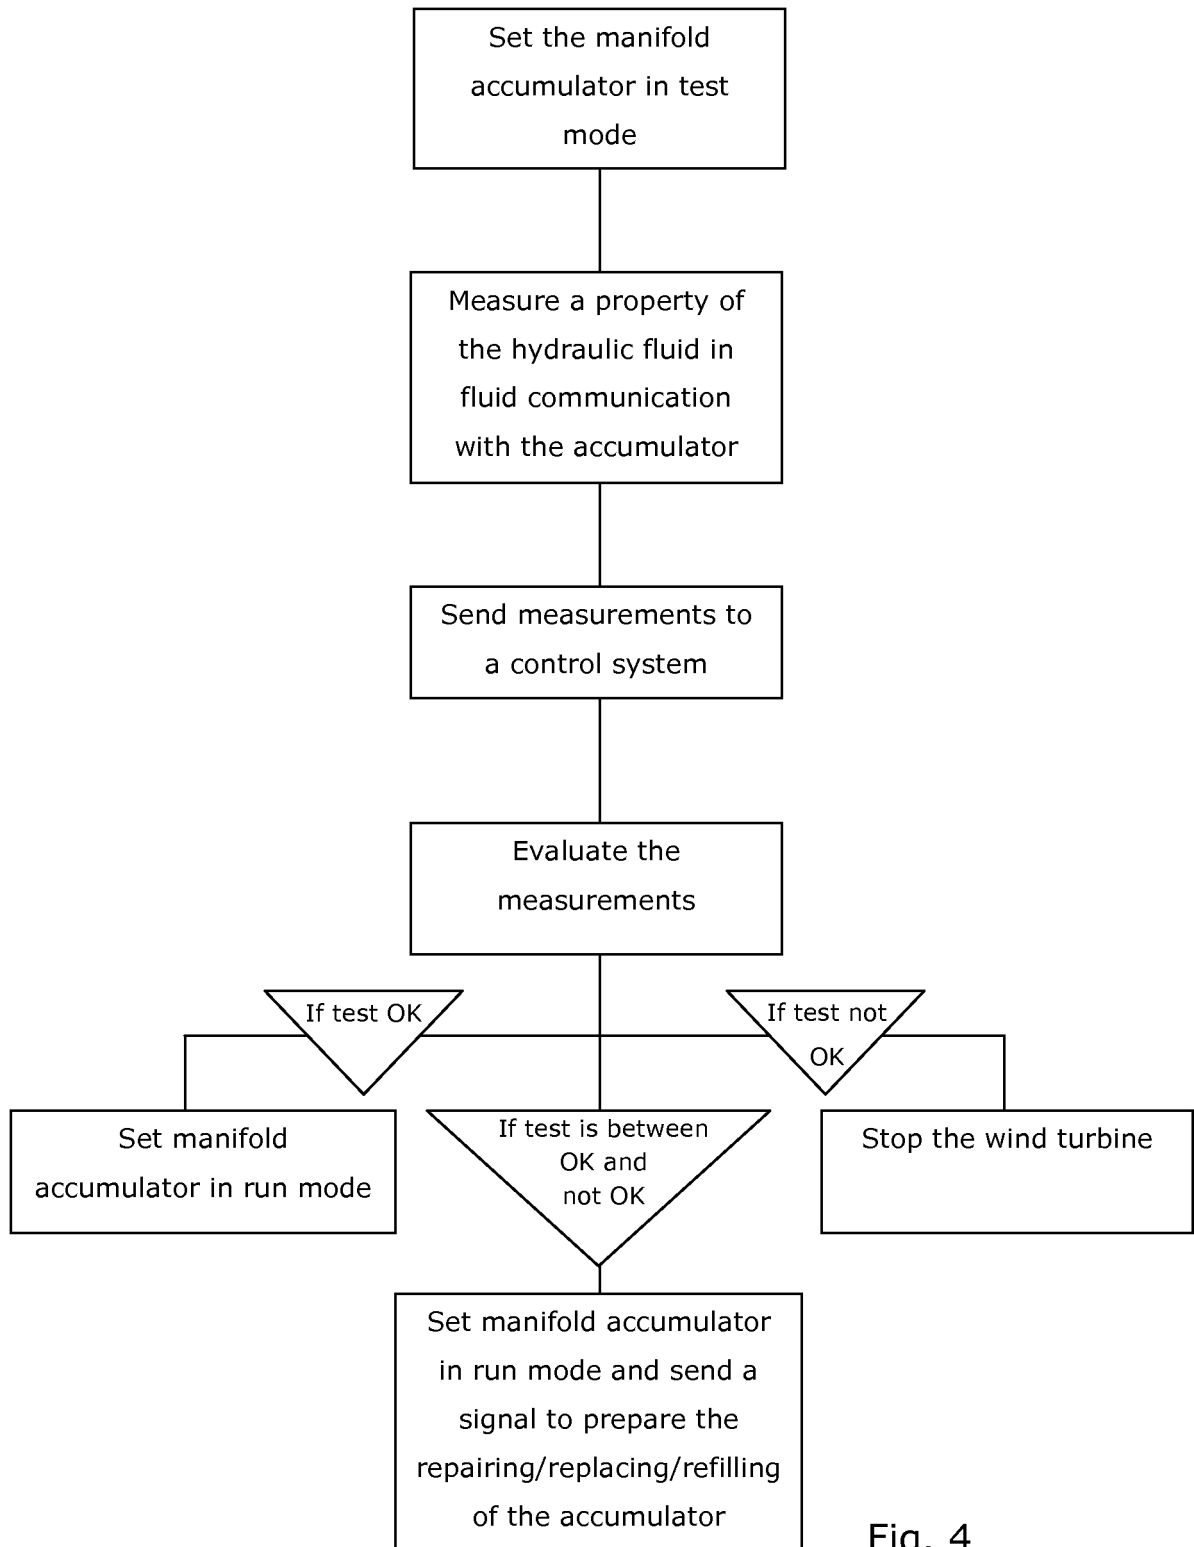 Set the manifold
accumulator in test
mode
Measure a property of
the hydraulic fluid in
fluid communication
with the accumulator
Send measurements to
a control system
Evaluate the
measurements
If test OK
If test not
OK
Set manifold
accumulator in run mode
If test is between
OK and
not OK
Stop the wind turbine
Set manifold accumulator
in run mode and send a
signal to prepare the
repairing/replacing/refilling
of the accumulator
Fig. 4